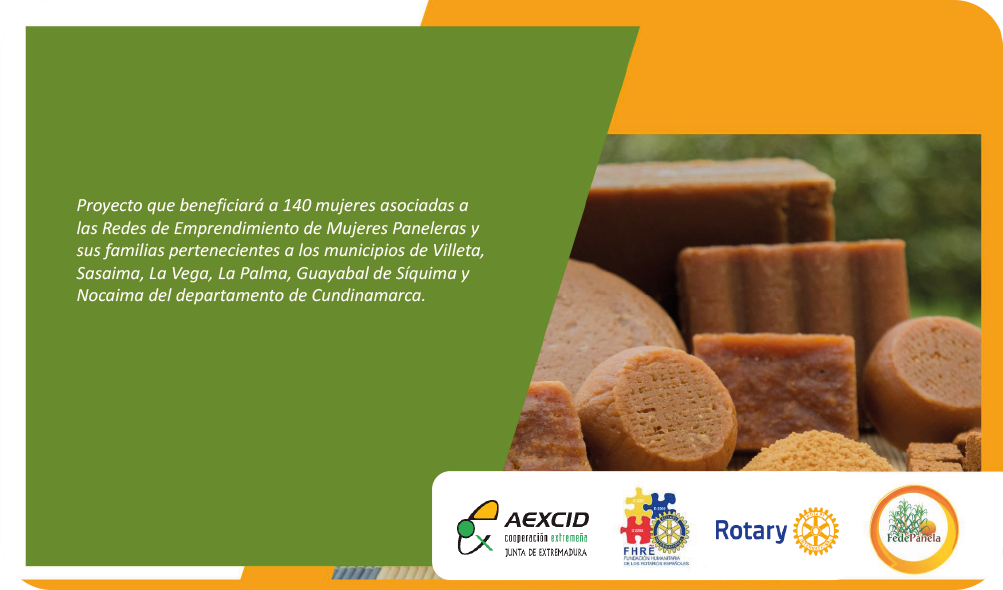 Proyecto que beneficiará a 140 mujeres asociadas a
las Redes de Emprendimiento de Mujeres Paneleras y
sus familias pertenecientes a los municipios de Villeta,
Sasaima, La Vega, La Palma, Guayabal de Síquima y
Nocaima del departamento de Cundinamarca.
AEXCID
cooperación extremeña
JUNTA DE EXTREMADURA
FHRE
FUNDACIÓN HUMANITARIA
DE LOS ROTARIOS ESPAÑOLES
Rotary
FedePanela